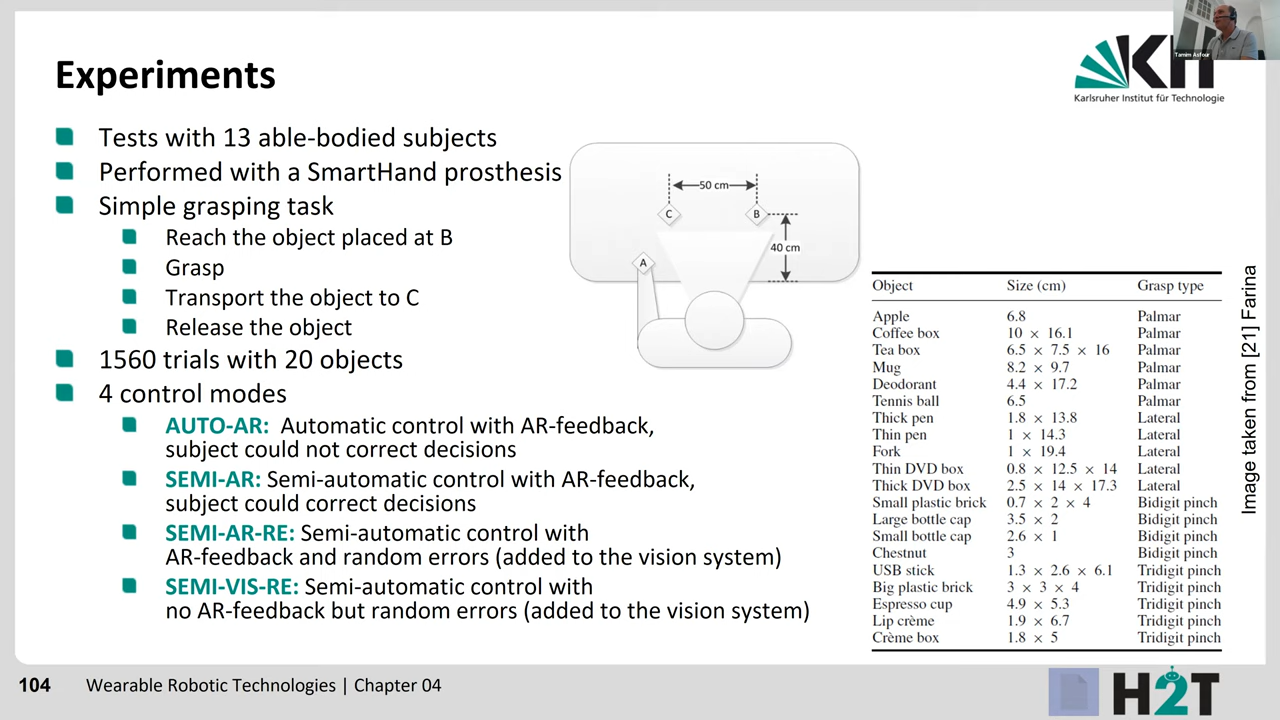 Experiments
Tests with 13 able-bodied subjects
Performed with a SmartHand prosthesis
Simple grasping task
Reach the object placed at B
Grasp
Transport the object to C
Release the object
1560 trials with 20 objects
4 control modes
AUTO-AR: Automatic control with AR-feedback,
subject could not correct decisions
SEMI-AR: Semi-automatic control with AR-feedback,
subject could correct decisions
SEMI-AR-RE: Semi-automatic control with
AR-feedback and random errors (added to the vision system)
SEMI-VIS-RE: Semi-automatic control with
no AR-feedback but random errors (added to the vision system)
50 cm
C
B
40 cm
A
Object Size (cm) Grasp type
Apple 6.8 Palmar
Coffee box 10 × 16.1 Palmar
Tea box 6.5 × 7.5 × 16 Palmar
Mug 8.2 × 9.7 Palmar
Deodorant 4.4 × 17.2 Palmar
Tennis ball 6.5 Palmar
Thick pen 1.8 × 13.8 Lateral
Thin pen 1 × 14.3 Lateral
Fork 1 × 19.4 Lateral
Thin DVD box 0.8 × 12.5 × 14 Lateral
Thick DVD box 2.5 × 14 × 17.3 Lateral
Small plastic brick 0.7 × 2 × 4 Bidigit pinch
Large bottle cap 3.5 × 2 Bidigit pinch
Small bottle cap 2.6 × 1 Bidigit pinch
Chestnut 3 Bidigit pinch
USB stick 1.3 × 2.6 × 6.1 Tridigit pinch
Big plastic brick 3 × 3 × 4 Tridigit pinch
Espresso cup 4.9 × 5.3 Tridigit pinch
Lip crème 1.9 × 6.7 Tridigit pinch
Crème box 1.8 × 5 Tridigit pinch
Image taken from [21] Farina
KIT
Karlsruher Institut für Technologie
Tamim Asfour
104 Wearable Robotic Technologies | Chapter 04
H2T